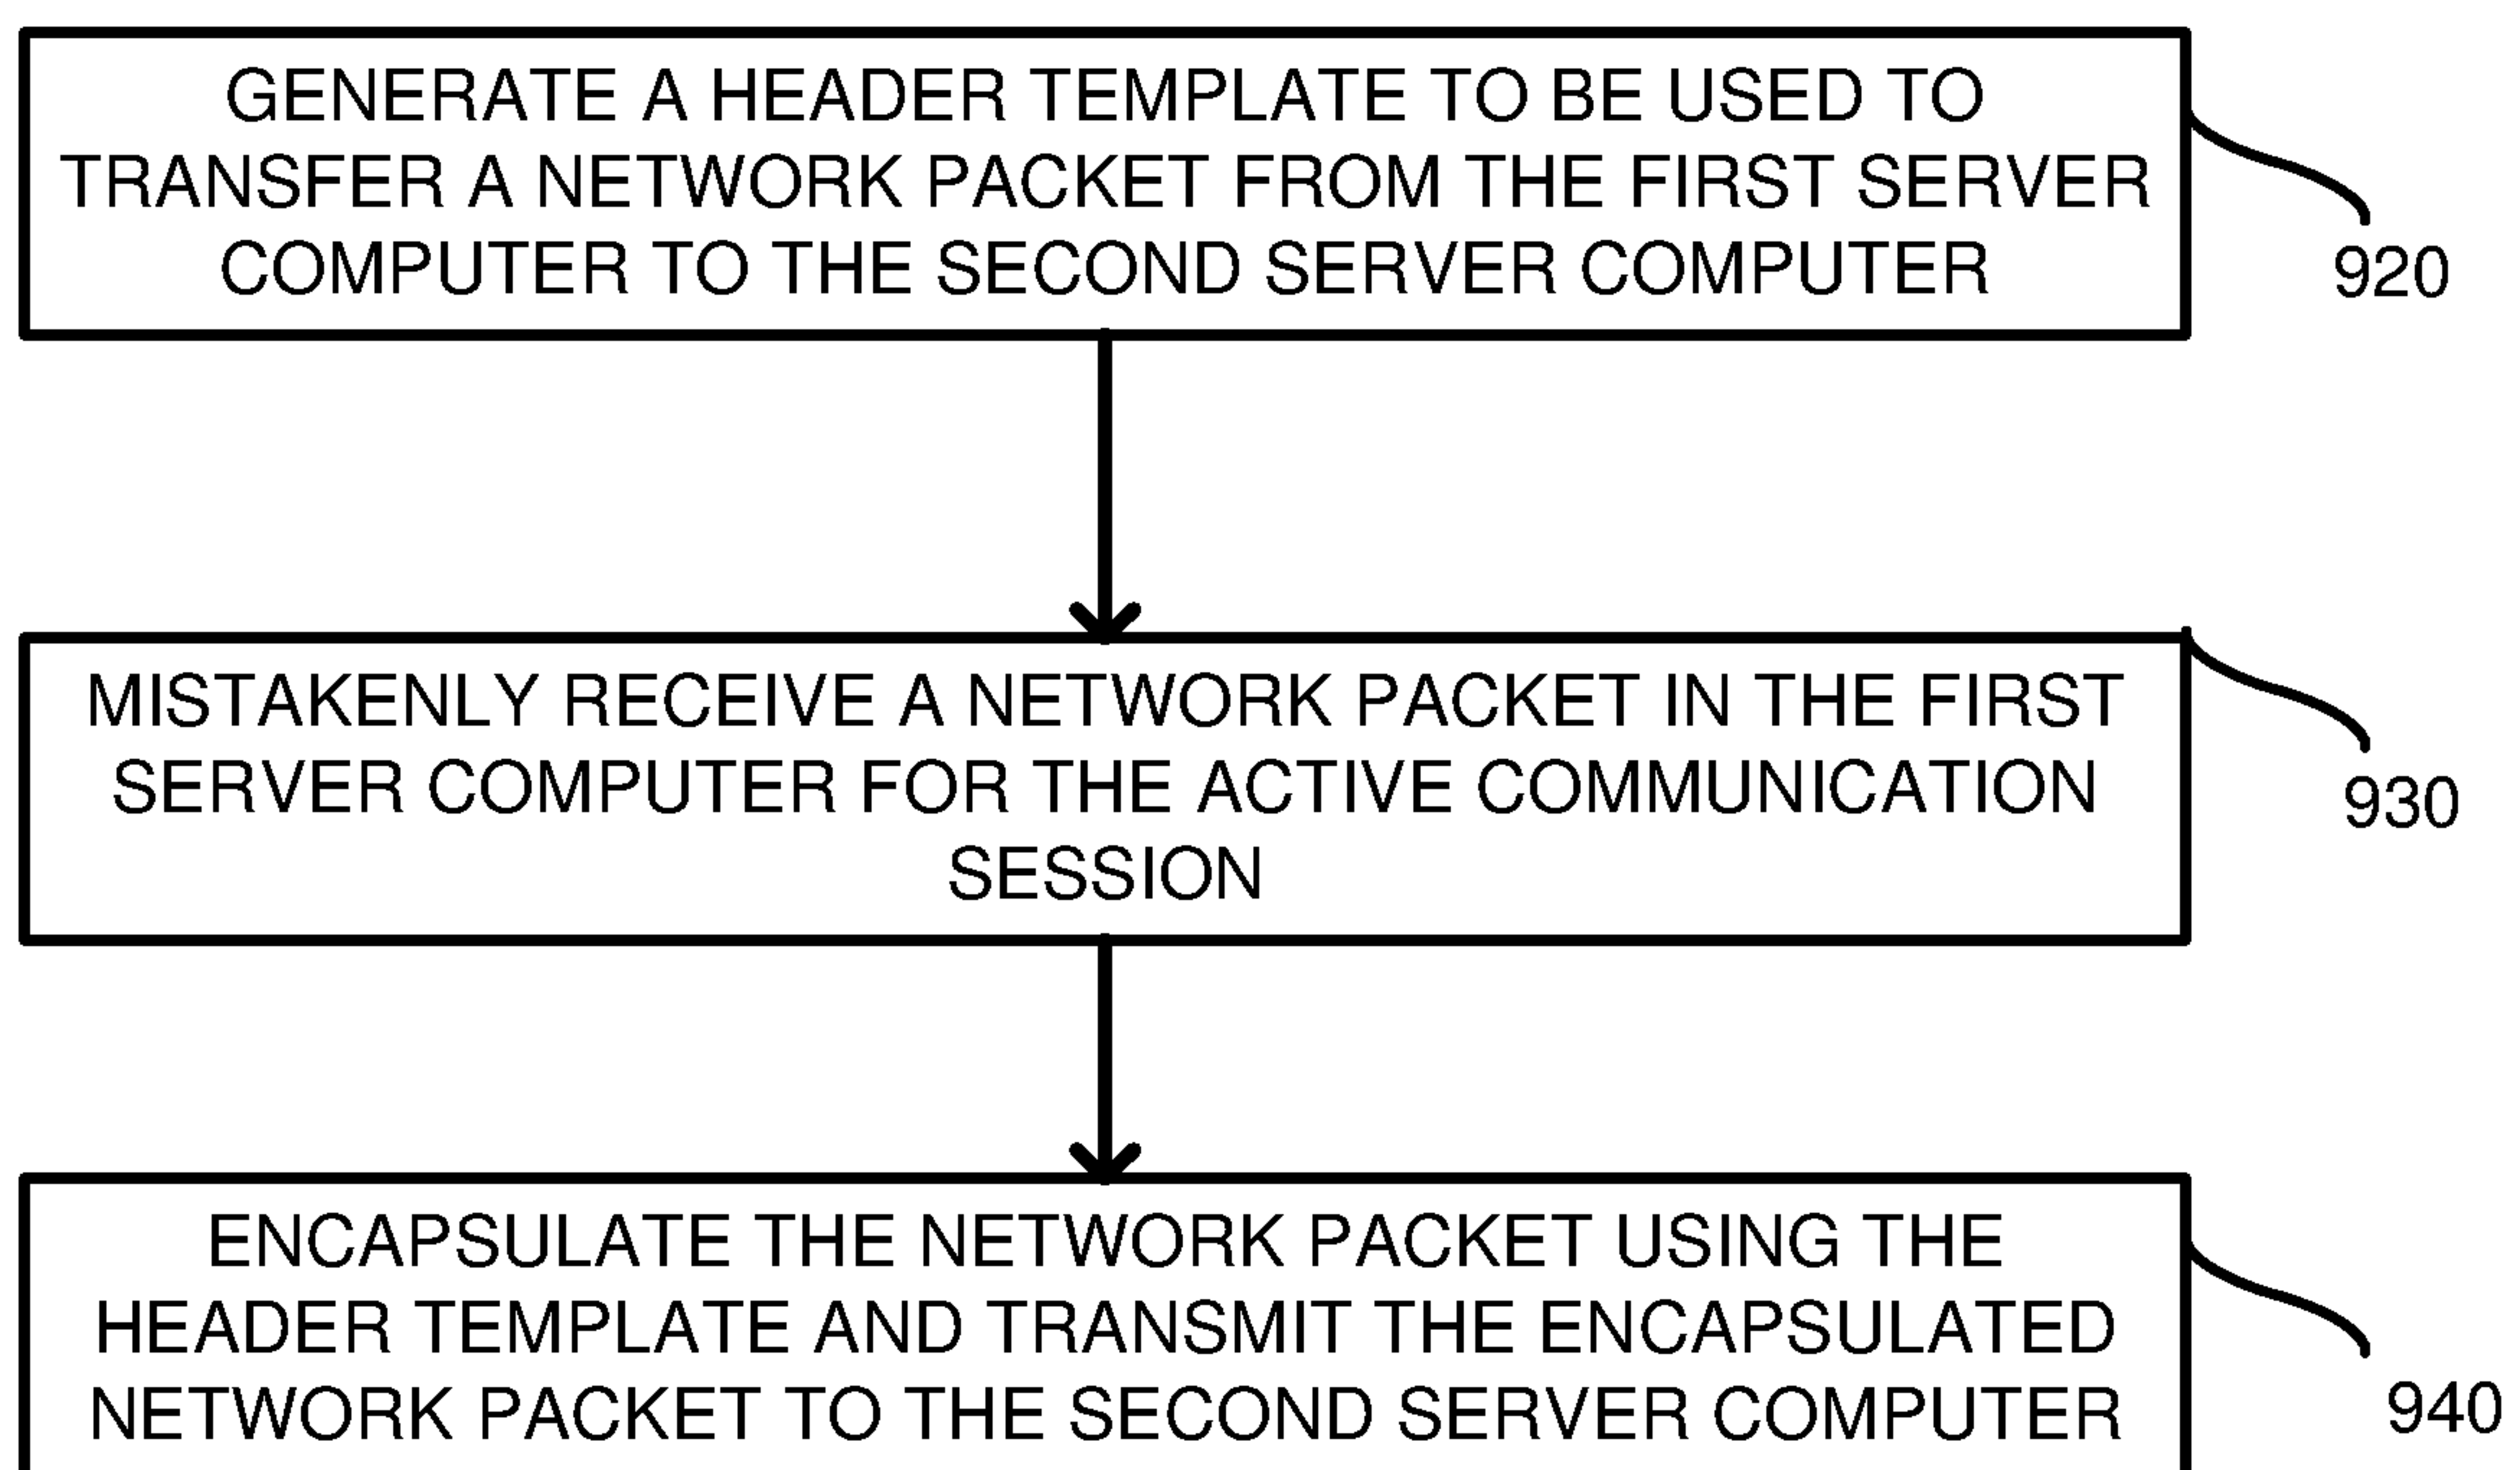 GENERATE A HEADER TEMPLATE TO BE USED TO
TRANSFER A NETWORK PACKET FROM THE FIRST SERVER
COMPUTER TO THE SECOND SERVER COMPUTER
920
MISTAKENLY RECEIVE A NETWORK PACKET IN THE FIRST
SERVER COMPUTER FOR THE ACTIVE COMMUNICATION
SESSION
930
ENCAPSULATE THE NETWORK PACKET USING THE
HEADER TEMPLATE AND TRANSMIT THE ENCAPSULATED
NETWORK PACKET TO THE SECOND SERVER COMPUTER
940